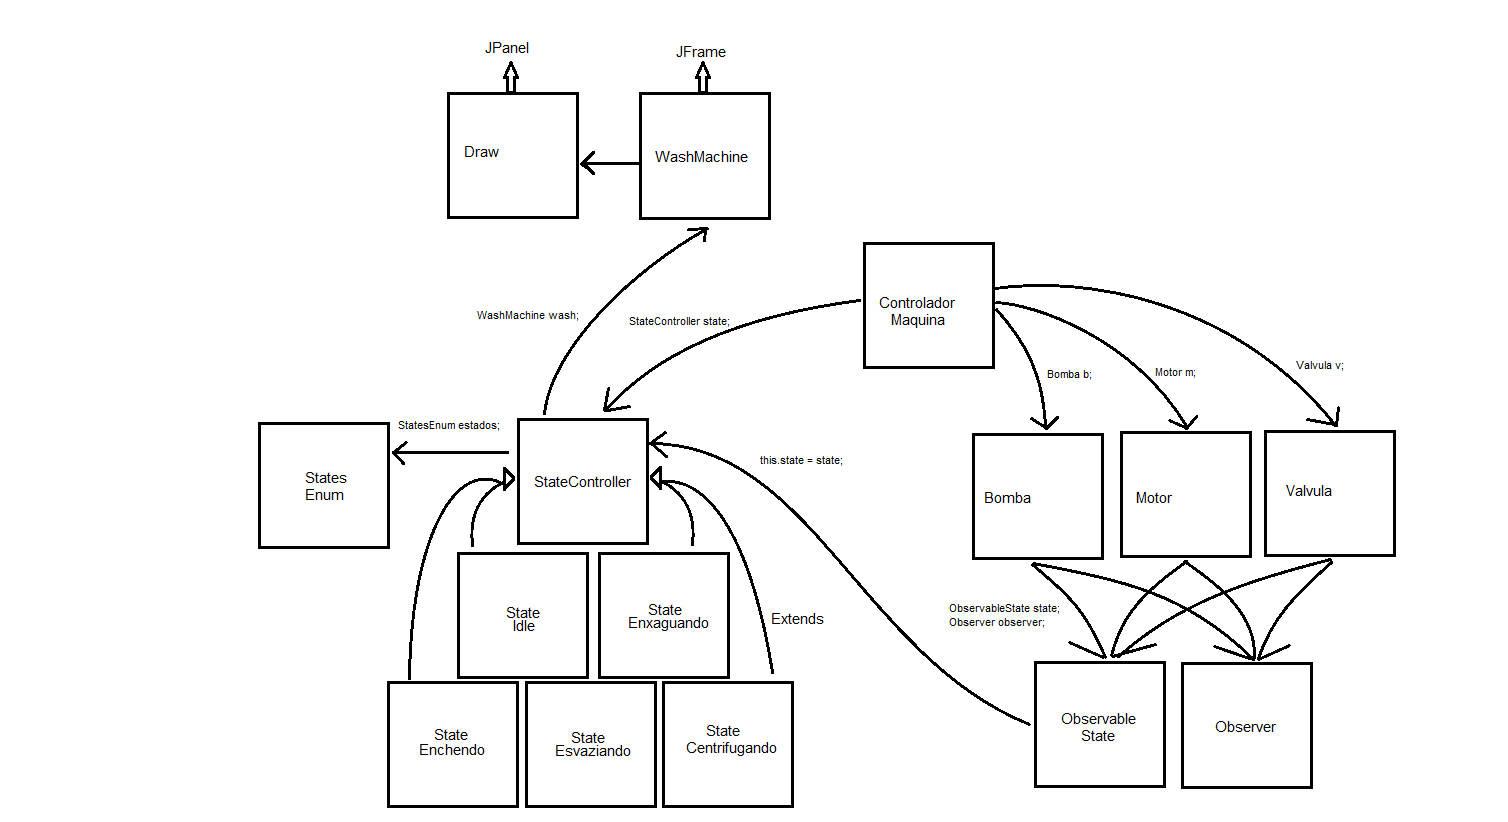 JPanel
JFrame
Draw
WashMachine
Controlador
Maquina
WashMachine wash;
StateController state;
Bomba b;
Motor m;
Valvula v;
StatesEnum estados;
States
Enum
StateController
this.state = state;
Bomba
Motor
Valvula
State
Idle
State
Enxaguando
Extends
ObservableState state;
Observer observer;
State
Enchendo
State
Esvaziando
State
Centrifugando
Observable
State
Observer